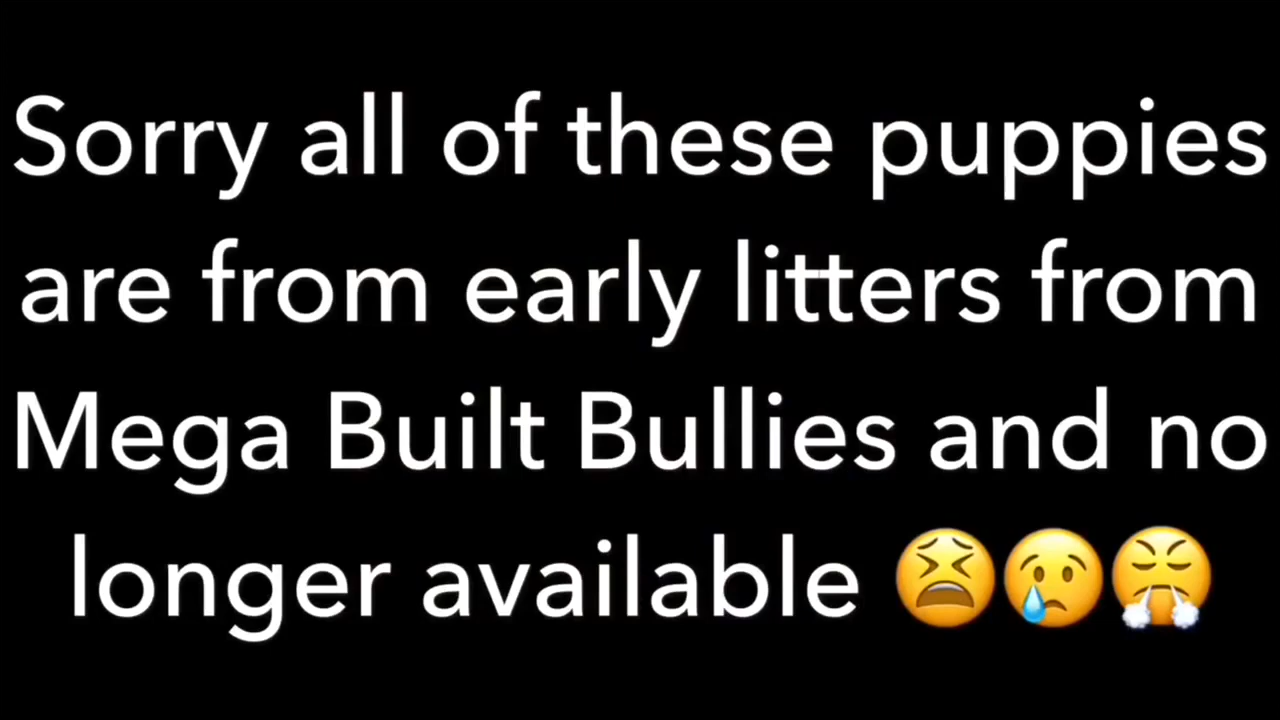 Sorry all of these puppies
are from early litters from
Mega Built Bullies and no
longer available 😫😢😤